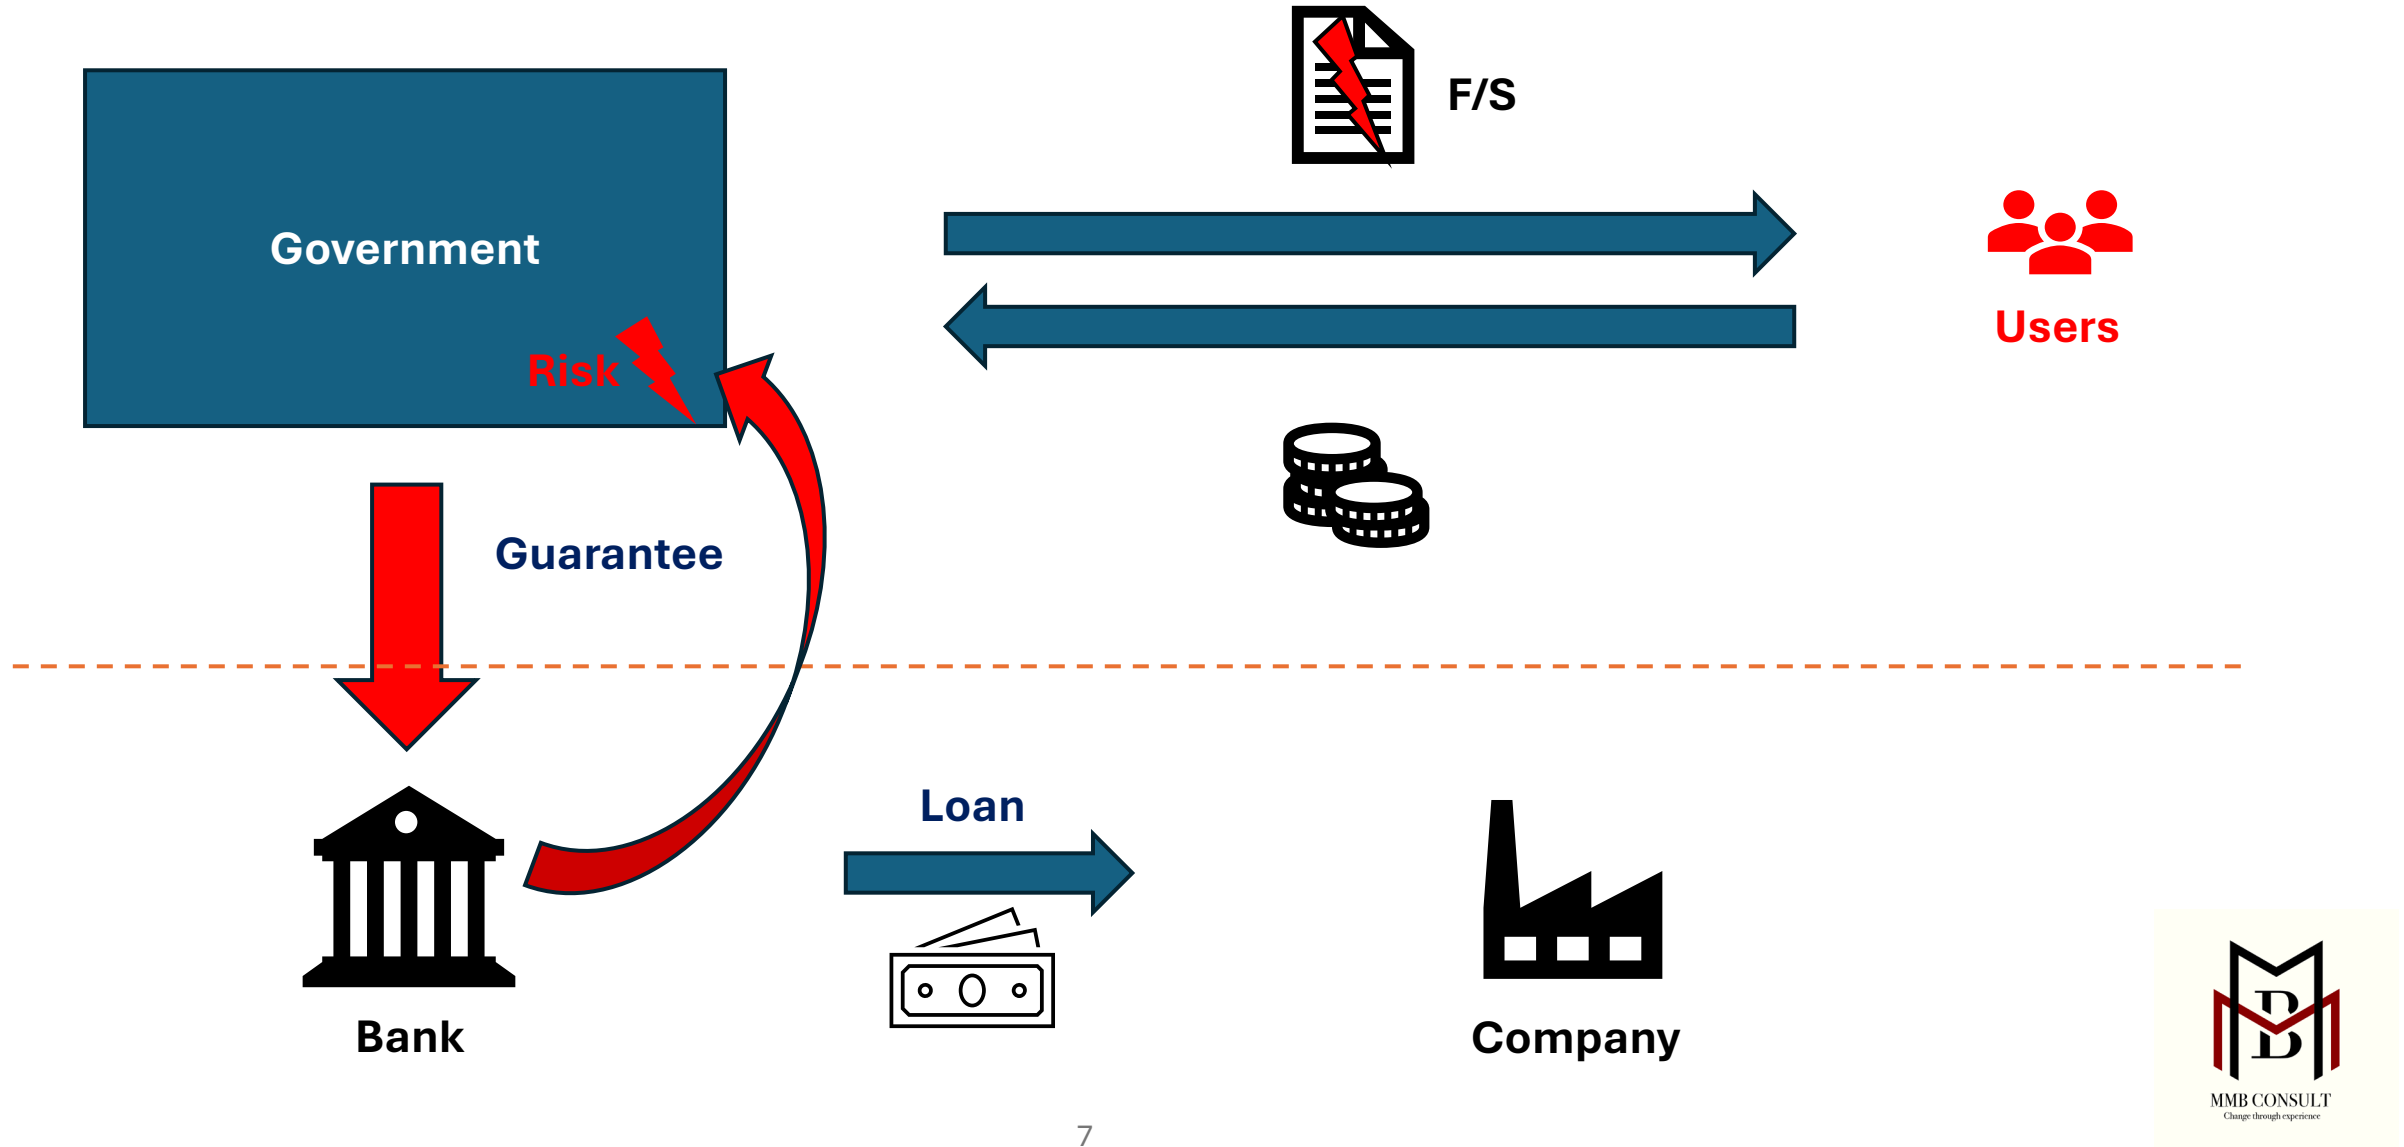 F/S
Government
Risk
Users
Guarantee
Loan
Bank
Company
B
MMB CONSULT
Change through experience
7